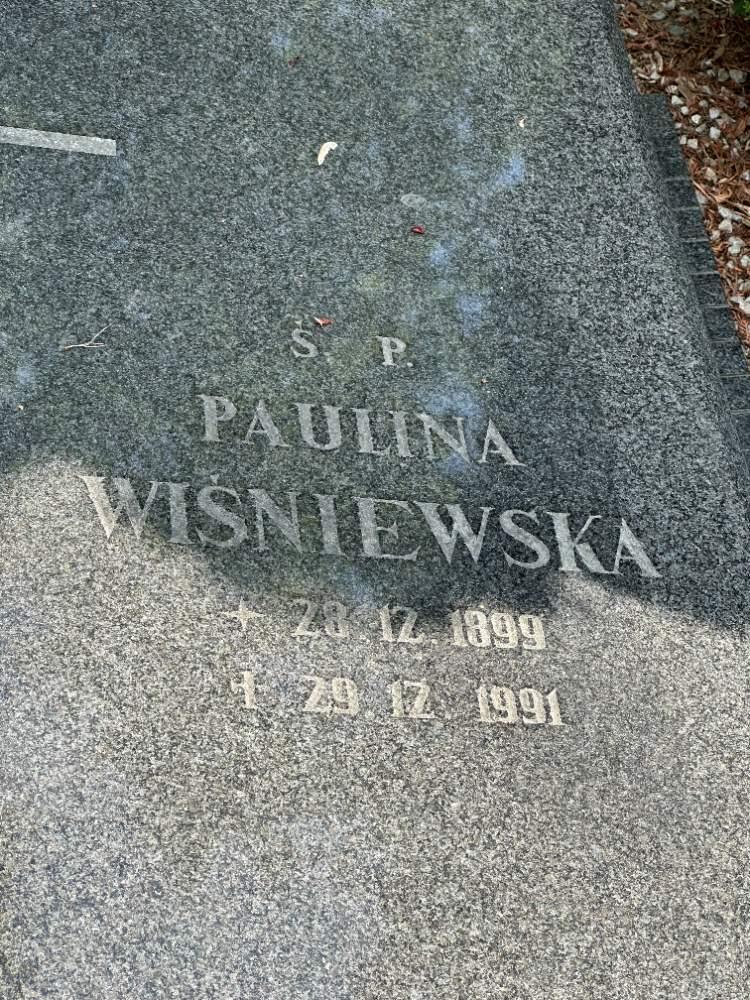 Ś. P.
PAULINA
WIŚNIEWSKA
28. 12. 1899
29. 12. 1991